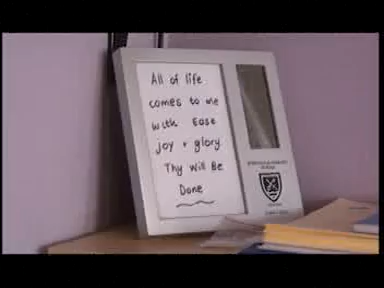 All of life
comes to me
with Ease
joy + glory
Thy Will Be
Done